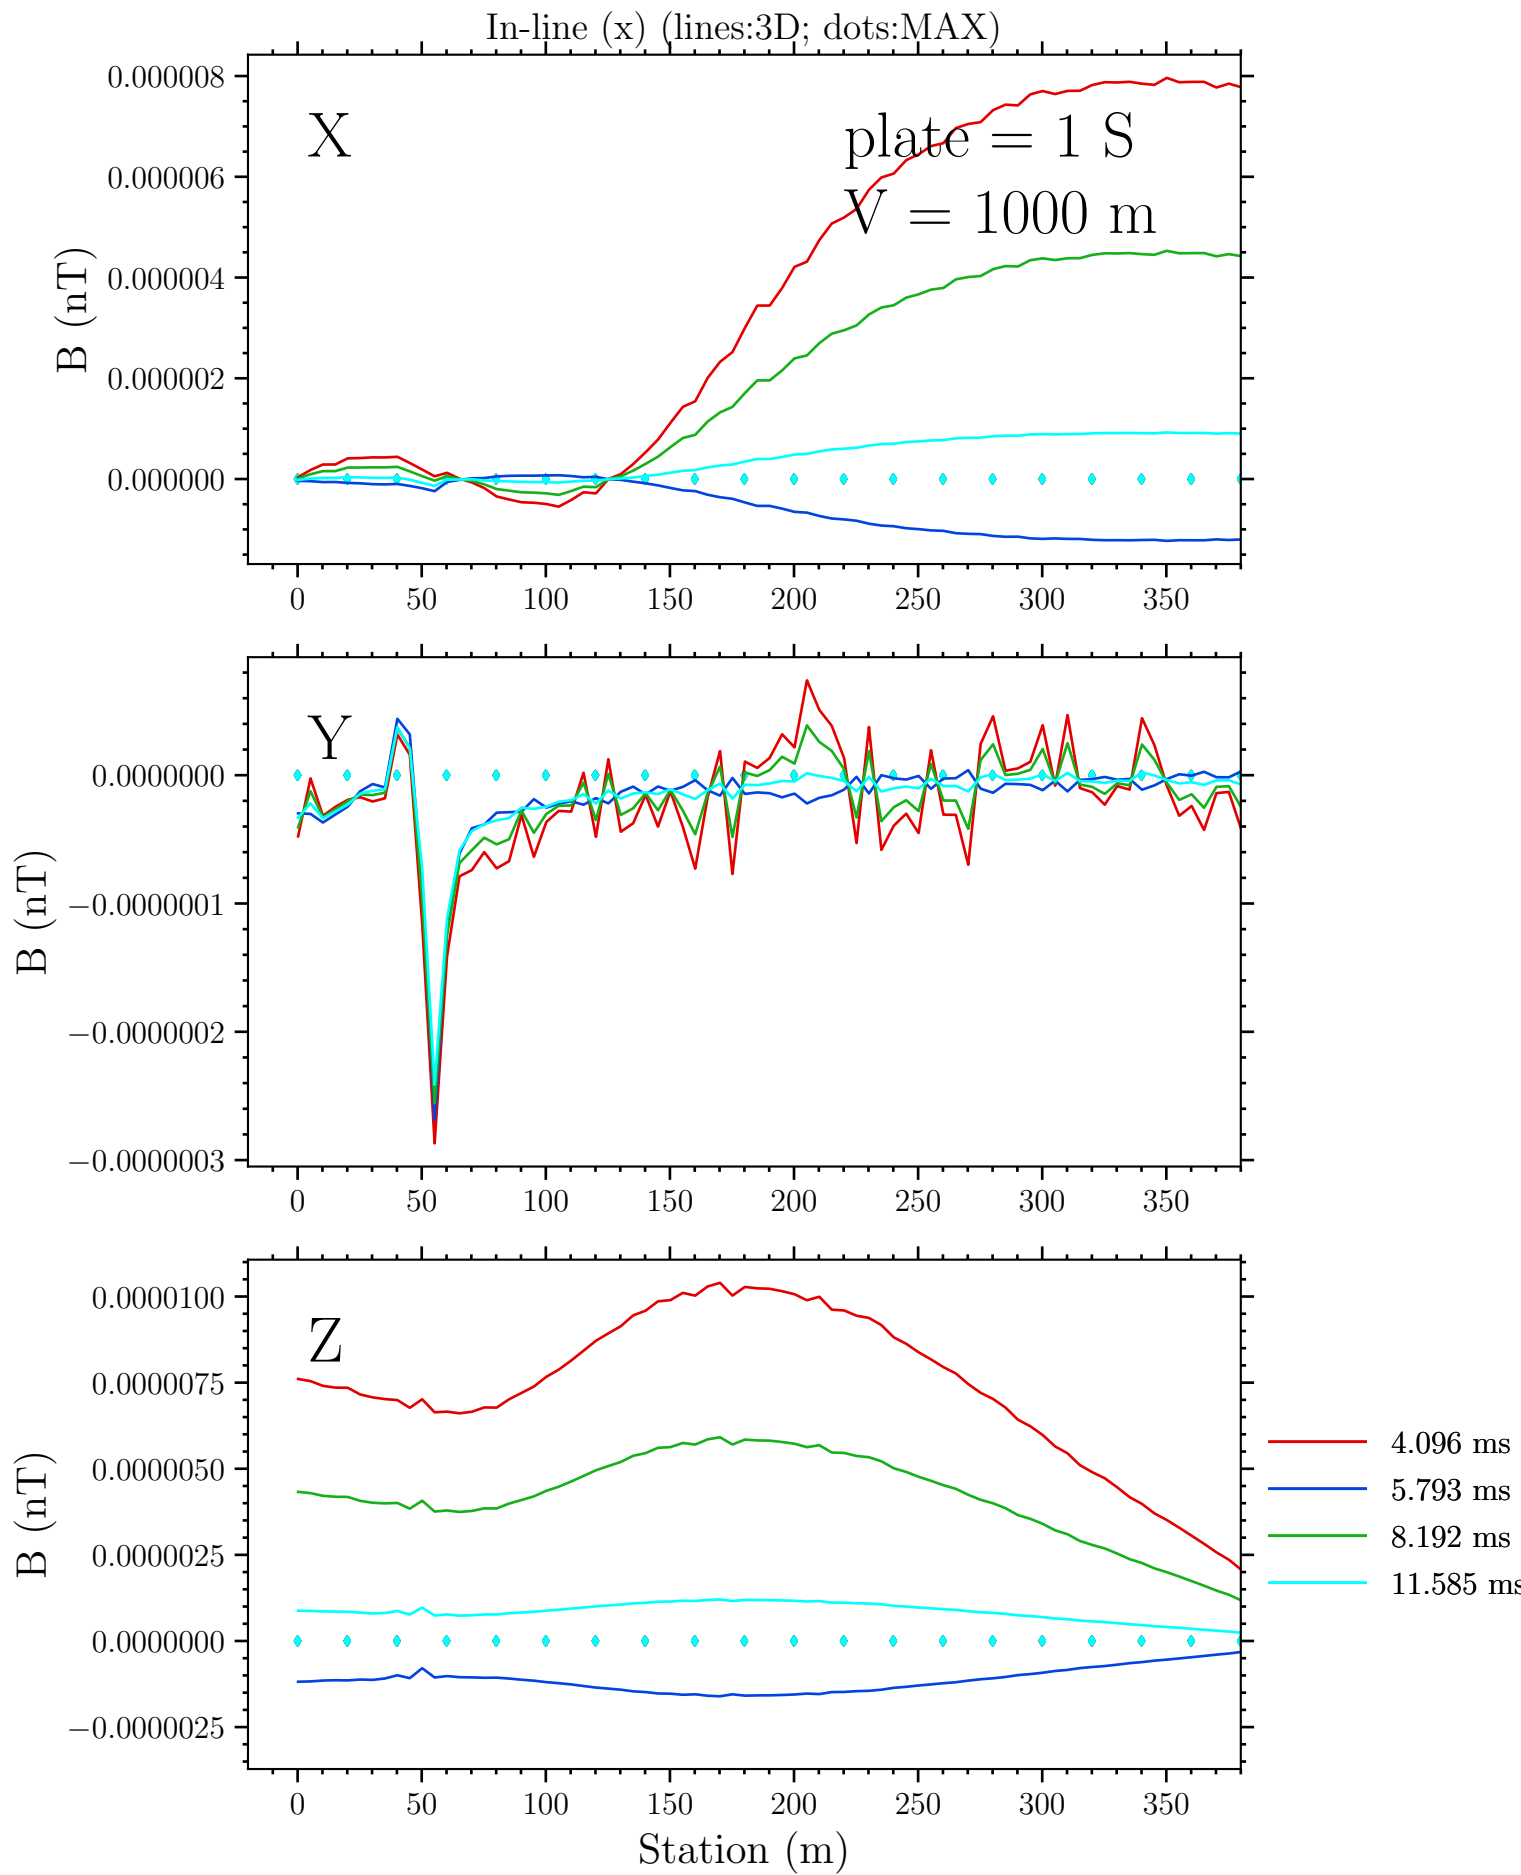 In-line (x) (lines:3D; dots:MAX)
0.000008
0.000006
0.000004
0.000002
0.000000
B (nT)
X
plate = 1 S
V = 1000 m
0 50 100 150 200 250 300 350
0.0000000
−0.0000001
−0.0000002
−0.0000003
B (nT)
Y
0 50 100 150 200 250 300 350
0.0000100
0.0000075
0.0000050
0.0000025
0.0000000
−0.0000025
B (nT)
Z
0 50 100 150 200 250 300 350
Station (m)
4.096 ms
5.793 ms
8.192 ms
11.585 ms